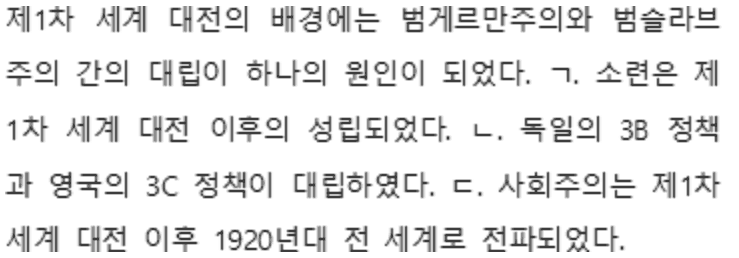 제1차 세계 대전의 배경에는 범게르만주의와 범슬라브
주의 간의 대립이 하나의 원인이 되었다. ㄱ. 소련은 제
1차 세계 대전 이후의 성립되었다. ㄴ. 독일의 3B 정책
과 영국의 3C 정책이 대립하였다. ㄷ. 사회주의는 제1차
세계 대전 이후 1920년대 전 세계로 전파되었다.